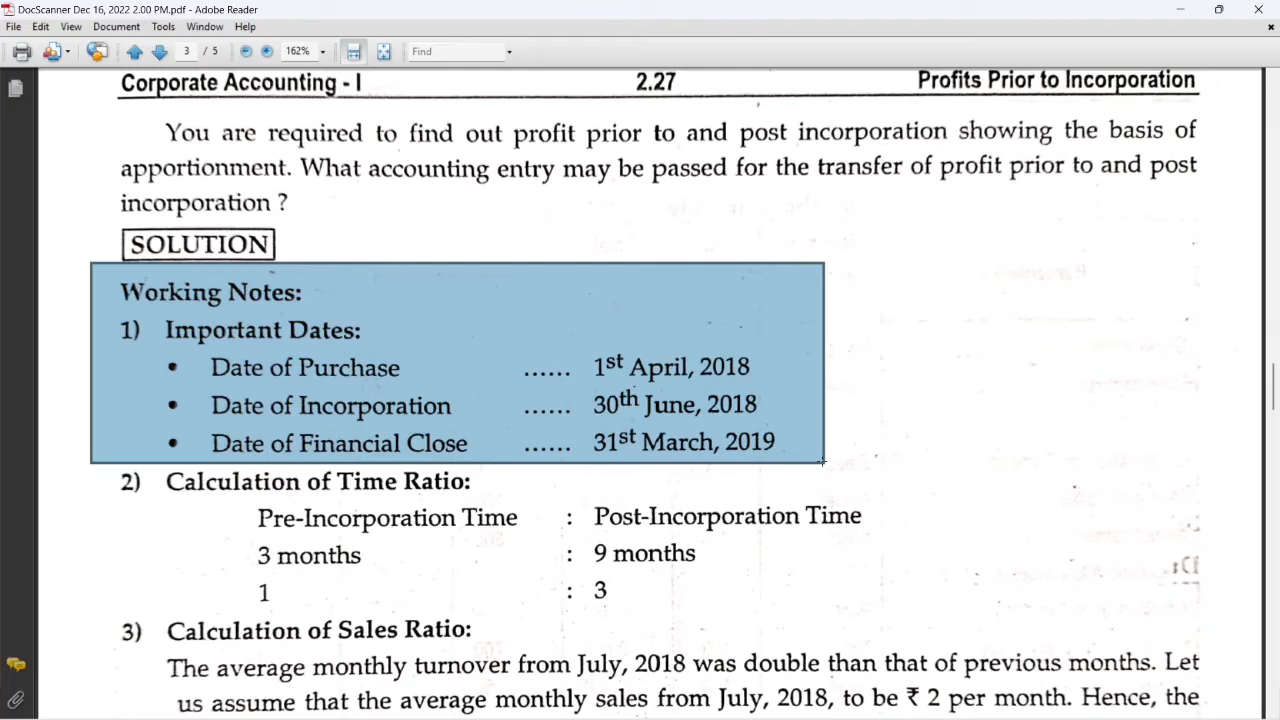 DocScanner Dec 16, 2022 2.00 PM.pdf - Adobe Reader
File Edit View Document Tools Window Help
3 / 5 162% Find
Corporate Accounting - I 2.27 Profits Prior to Incorporation
You are required to find out profit prior to and post incorporation showing the basis of
apportionment. What accounting entry may be passed for the transfer of profit prior to and post
incorporation ?
SOLUTION
Working Notes:
1) Important Dates:
• Date of Purchase ...... 1st April, 2018
• Date of Incorporation ...... 30th June, 2018
• Date of Financial Close ...... 31st March, 2019
2) Calculation of Time Ratio:
Pre-Incorporation Time : Post-Incorporation Time
3 months : 9 months
1 : 3
3) Calculation of Sales Ratio:
The average monthly turnover from July, 2018 was double than that of previous months. Let
us assume that the average monthly sales from July, 2018, to be ₹ 2 per month. Hence, the